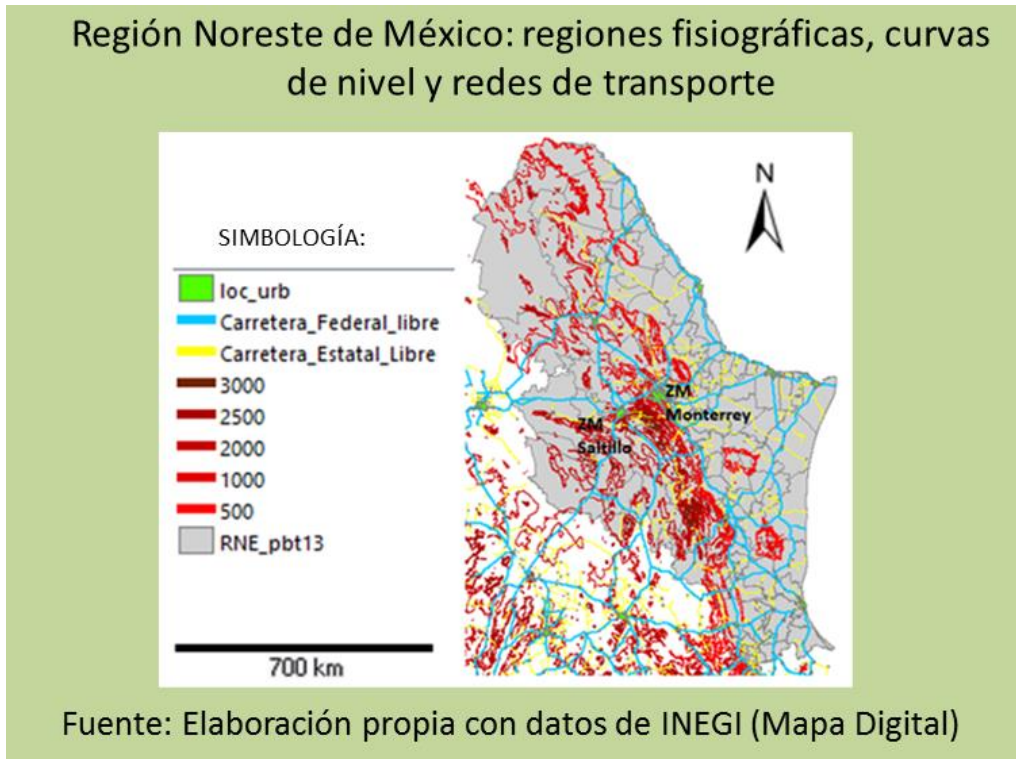 Región Noreste de México: regiones fisiográficas, curvas
de nivel y redes de transporte
N
SIMBOLOGÍA:
loc_urb
Carretera_Federal_libre
Carretera_Estatal_Libre
3000
2500
2000
1000
500
RNE_pbt13
ZM
Monterrey
ZM
Saltillo
700 km
Fuente: Elaboración propia con datos de INEGI (Mapa Digital)